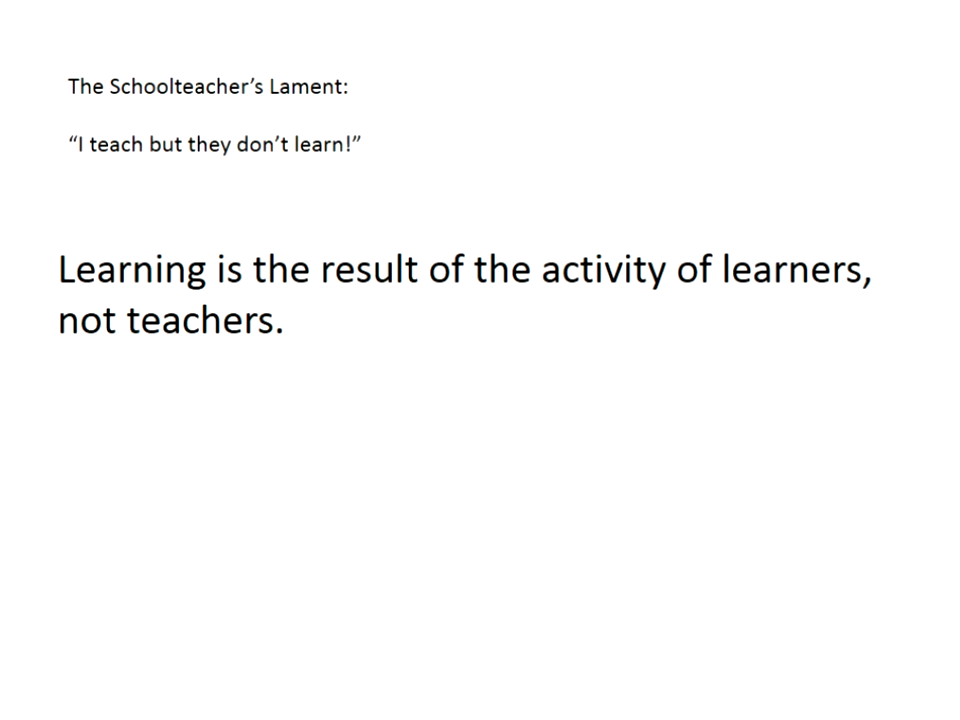 The Schoolteacher’s Lament:
“I teach but they don’t learn!”
Learning is the result of the activity of learners,
not teachers.